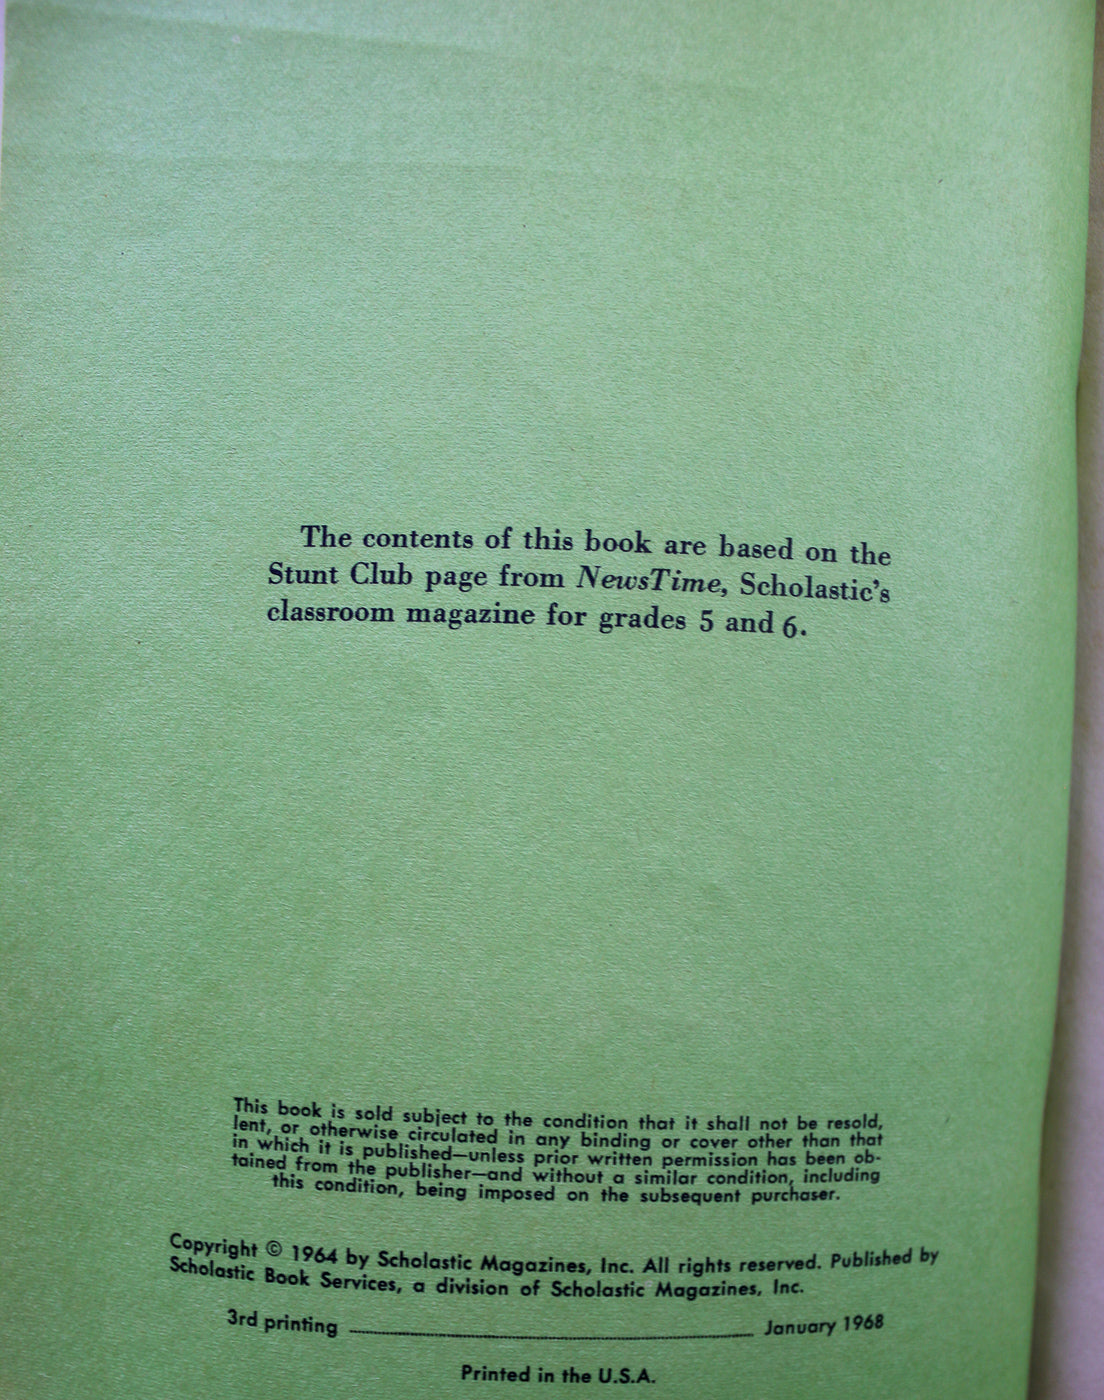 The contents of this book are based on the
Stunt Club page from NewsTime, Scholastic's
classroom magazine for grades 5 and 6.
This book is sold subject to the condition that it shall not be resold,
lent, or otherwise circulated in any binding or cover other than that
in which it is published—unless prior written permission has been ob-
tained from the publisher—and without a similar condition, including
this condition, being imposed on the subsequent purchaser.
Copyright © 1964 by Scholastic Magazines, Inc. All rights reserved. Published by
Scholastic Book Services, a division of Scholastic Magazines, Inc.
3rd printing January 1968
Printed in the U.S.A.